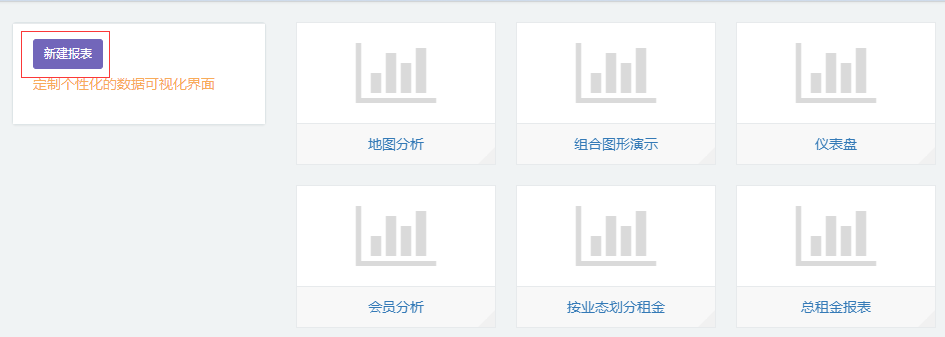 新建报表
定制个性化的数据可视化界面
地图分析
组合图形演示
仪表盘
会员分析
按业态划分租金
总租金报表